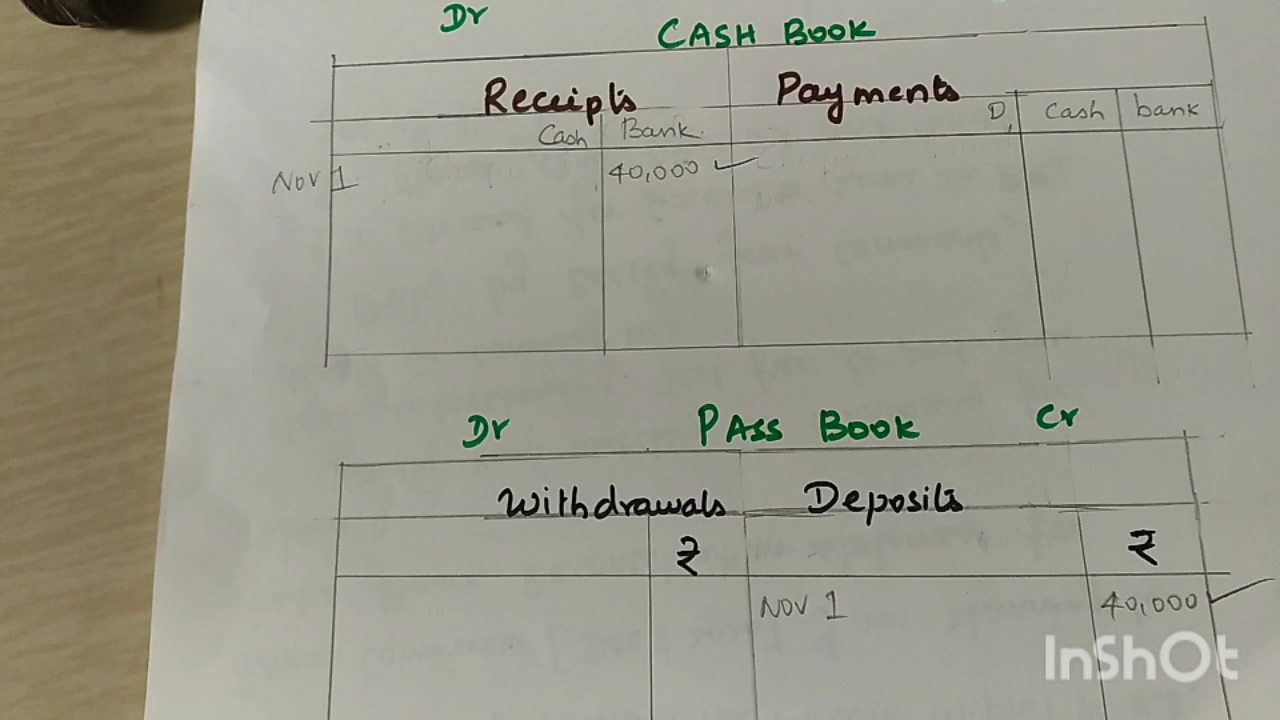 Dr
CASH BOOK
Receipts Payments
Cash Bank D. Cash bank
Nov 1 40,000
Dr PASS BOOK Cr
Withdrawals Deposits
₹ ₹
NOV 1 40,000
InShOt